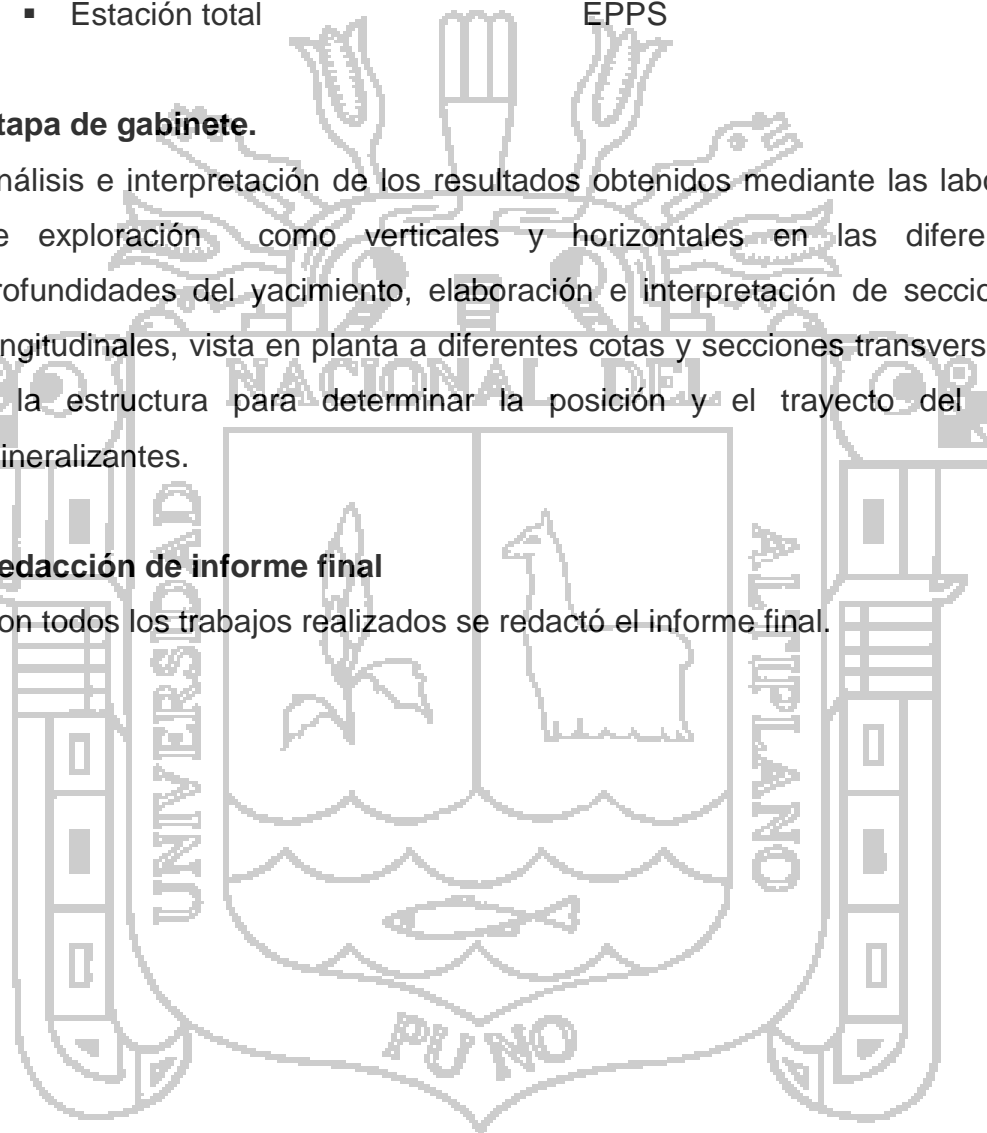 ▪ Estación total EPPS
tapa de gabinete.
nálisis e interpretación de los resultados obtenidos mediante las labo
e exploración como verticales y horizontales en las difere
rofundidades del yacimiento, elaboración e interpretación de seccio
ngitudinales, vista en planta a diferentes cotas y secciones transvers
la estructura para determinar la posición y el trayecto del
ineralizantes.
edacción de informe final
on todos los trabajos realizados se redactó el informe final.
NACIONAL DEL
UNIVERSIDAD
ALTIPLANO
PUNO